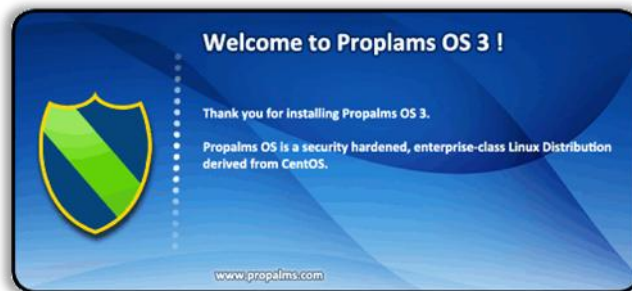 Welcome to Proplams OS 3 !
Thank you for installing Propalms OS 3.
Propalms OS is a security hardened, enterprise-class Linux Distribution
derived from CentOS.
www.propalms.com